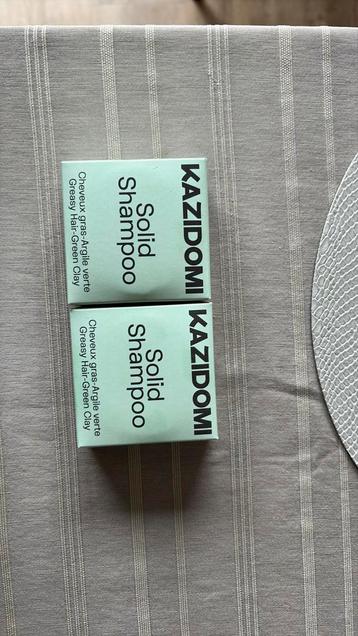 KAZIDOMI
Solid
Shampoo
Cheveux gras-Argile verte
Greasy Hair-Green Clay
KAZIDOMI
Solid
Shampoo
Cheveux gras-Argile verte
Greasy Hair-Green Clay